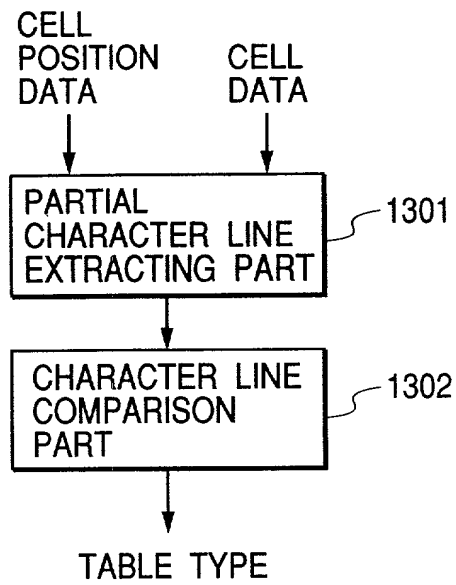 CELL
POSITION
DATA
CELL
DATA
PARTIAL
CHARACTER LINE
EXTRACTING PART
1301
CHARACTER LINE
COMPARISON
PART
1302
TABLE TYPE